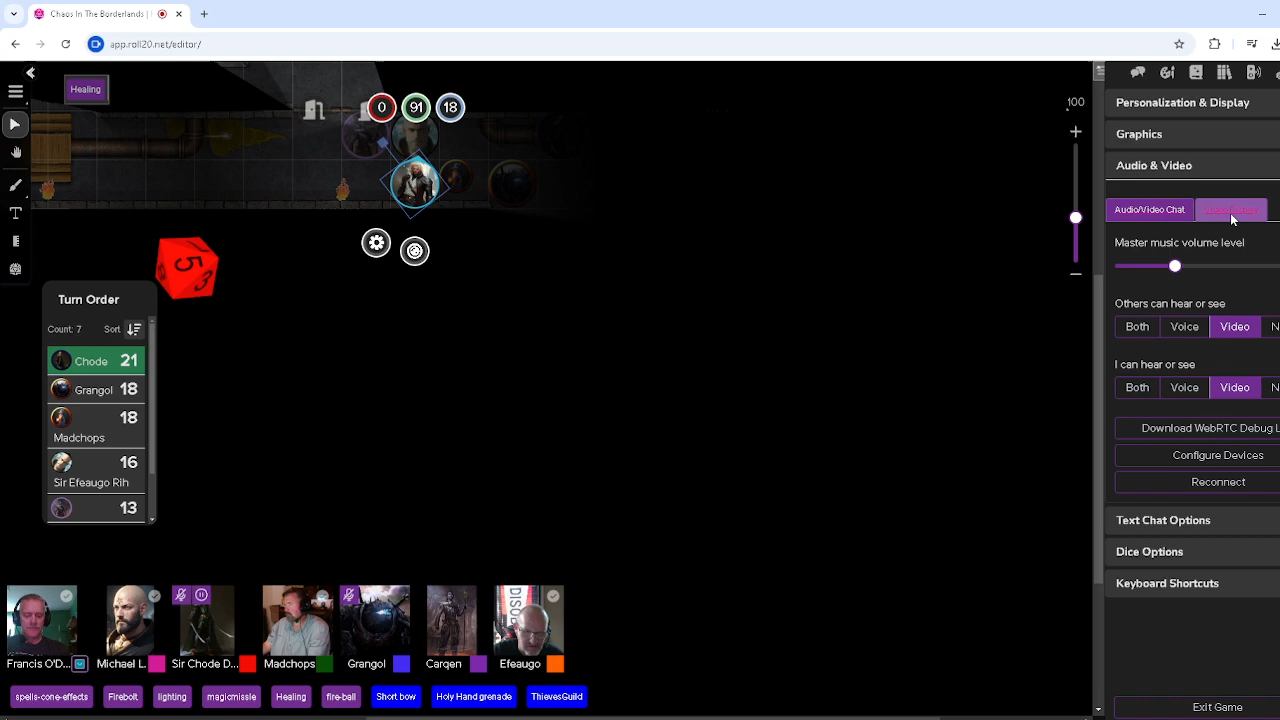 Chaos In The Borderlands |
app.roll20.net/editor/
Healing
0
91
18
100
5
3
Turn Order
Count: 7
Sort
Chode
21
Grangol
18
18
Madchops
16
Sir Efeaugo Rih
13
Personalization & Display
Graphics
Audio & Video
Audio/Video Chat
Master music volume level
Others can hear or see
Both
Voice
Video
N
I can hear or see
Both
Voice
Video
N
Download WebRTC Debug L
Configure Devices
Reconnect
Text Chat Options
Dice Options
Keyboard Shortcuts
Exit Game
DISO
Francis O'D...
Michael L.
Sir Chode D...
Madchops
Grangol
Carqen
Efeaugo
spells-cone-effects
Firebolt
lighting
magicmissle
Healing
fire-ball
Short bow
Holy Hand grenade
ThievesGuild